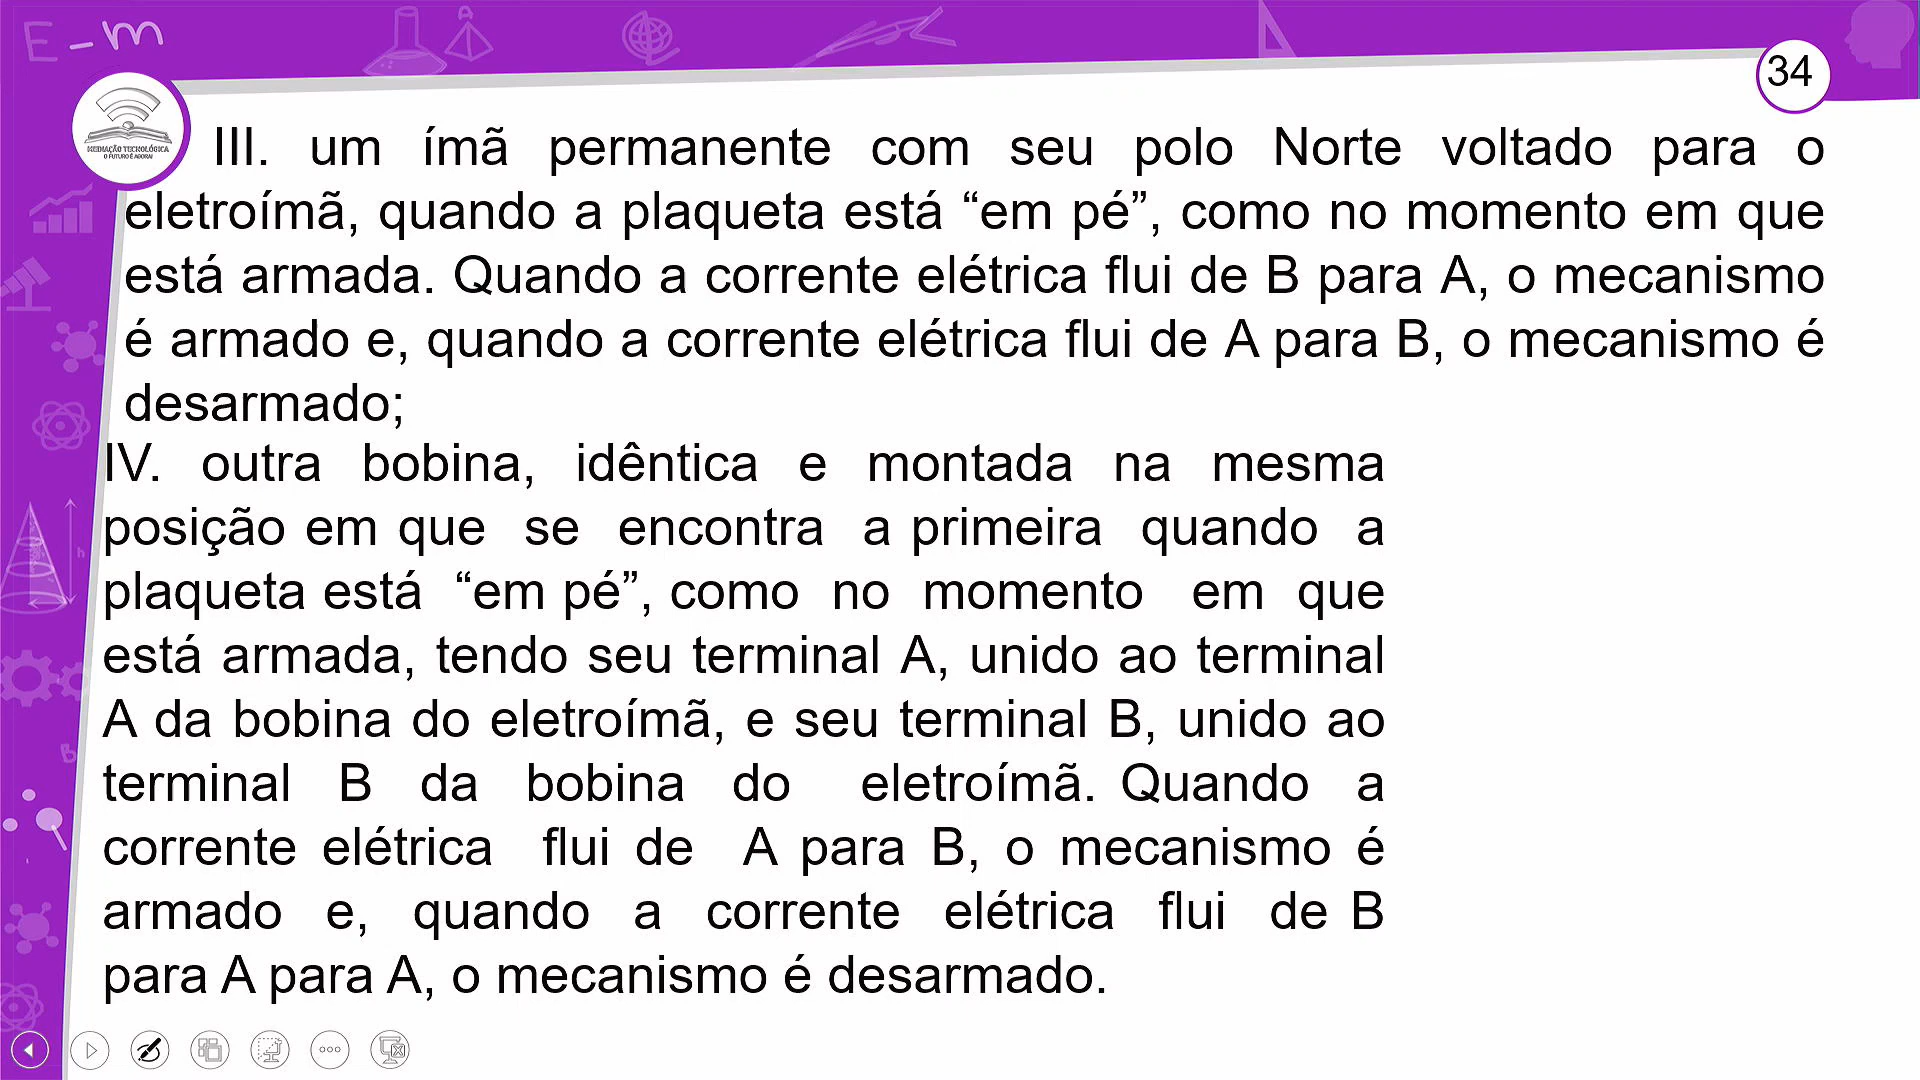 E-m
34
MEDIAÇÃO TECNOLÓGICA
O FUTURO É AGORA!
III. um ímã permanente com seu polo Norte voltado para o
eletroímã, quando a plaqueta está “em pé”, como no momento em que
está armada. Quando a corrente elétrica flui de B para A, o mecanismo
é armado e, quando a corrente elétrica flui de A para B, o mecanismo é
desarmado;
IV. outra bobina, idêntica e montada na mesma
posição em que se encontra a primeira quando a
plaqueta está “em pé”, como no momento em que
está armada, tendo seu terminal A, unido ao terminal
A da bobina do eletroímã, e seu terminal B, unido ao
terminal B da bobina do eletroímã. Quando a
corrente elétrica flui de A para B, o mecanismo é
armado e, quando a corrente elétrica flui de B
para A para A, o mecanismo é desarmado.
h
B